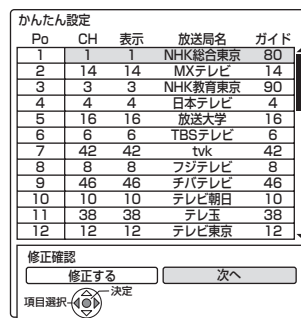 かんたん設定
Po CH 表示 放送局名 ガイド
1 1 1 NHK総合東京 80
2 14 14 MXテレビ 14
3 3 3 NHK教育東京 90
4 4 4 日本テレビ 4
5 16 16 放送大学 16
6 6 6 TBSテレビ 6
7 42 42 tvk 42
8 8 8 フジテレビ 8
9 46 46 チバテレビ 46
10 10 10 テレビ朝日 10
11 38 38 テレ玉 38
12 12 12 テレビ東京 12
修正確認
修正する 次へ
項目選択 決定